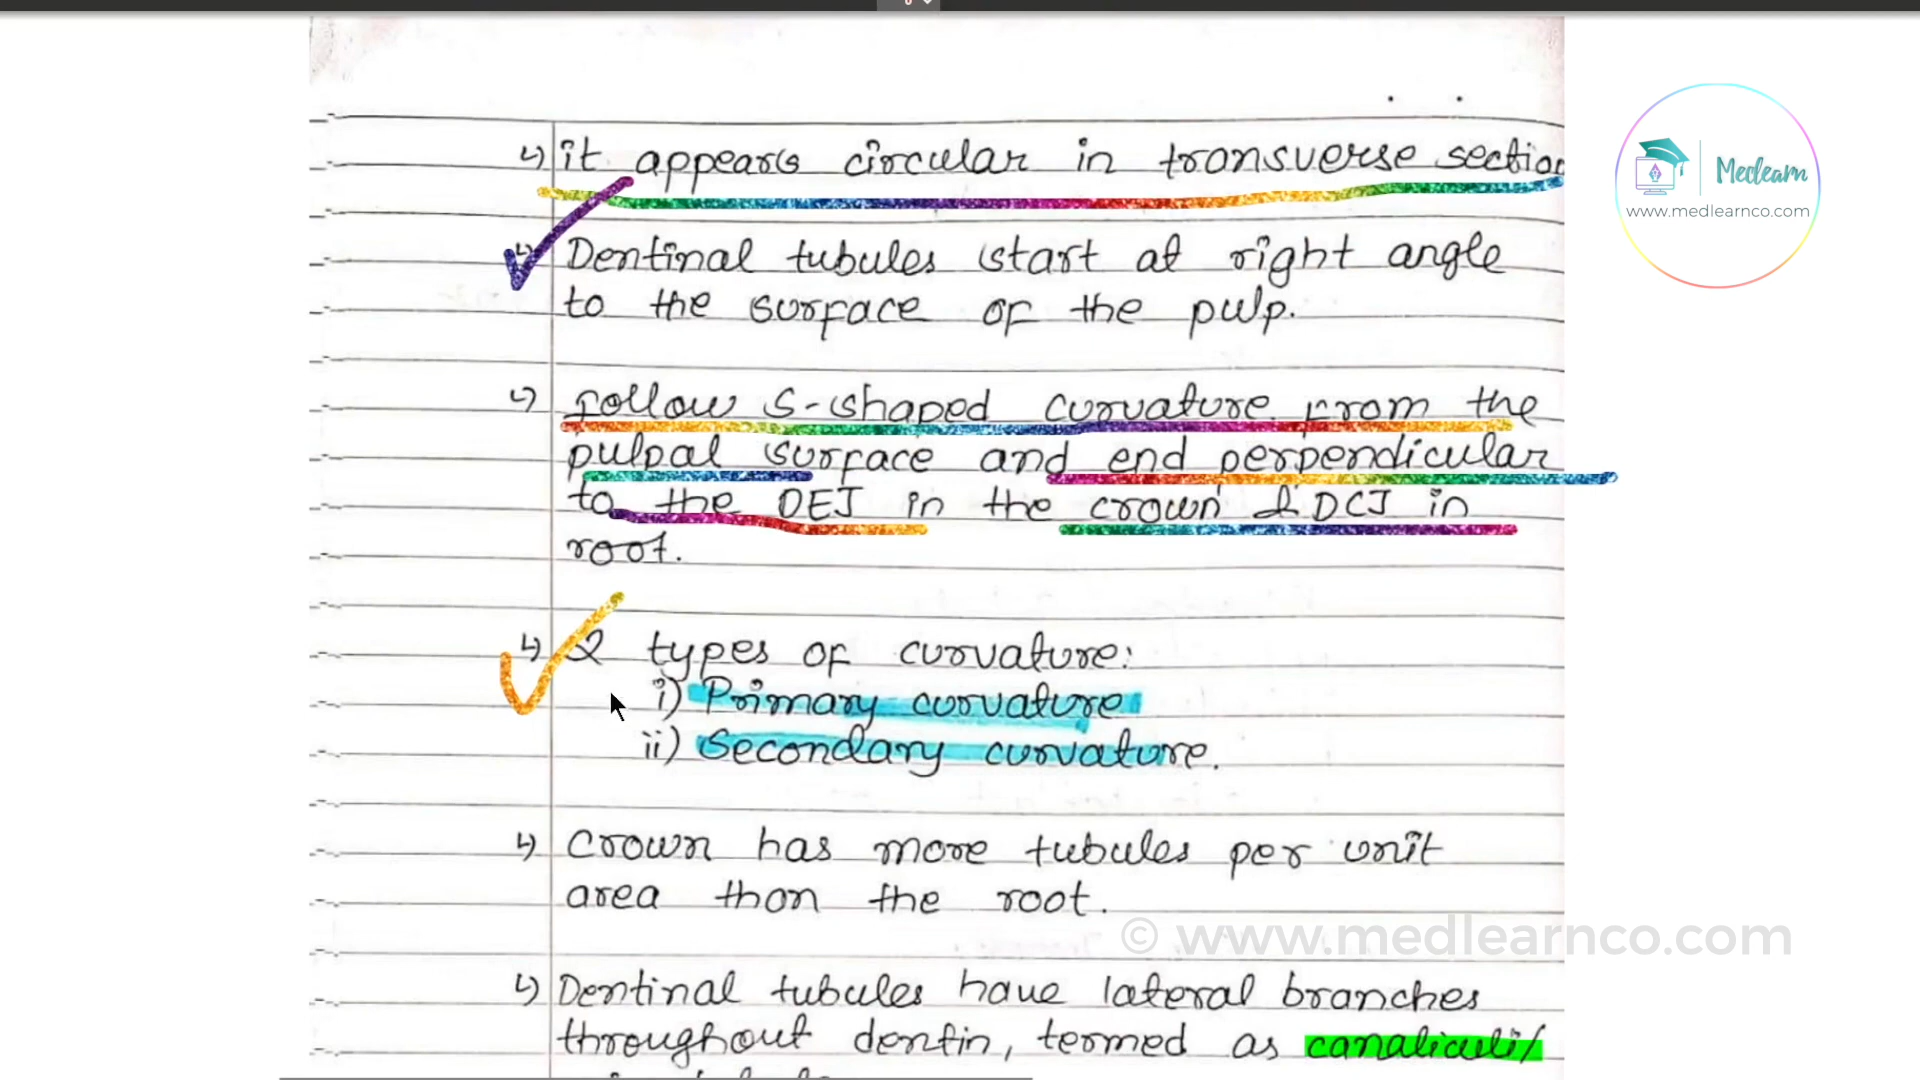 it appears circular in transverse section
Medlearn
www.medlearnco.com
Dentinal tubules start at right angle
to the surface of the pulp.
Follow S-shaped curvature from the
pulpal surface and end perpendicular
to the DEJ in the crown & DCJ in
root.
2 types of curvature:
i) Primary curvature
ii) Secondary curvature.
Crown has more tubules per unit
area than the root.
© www.medlearnco.com
Dentinal tubules have lateral branches
throughout dentin, termed as canaliculi/